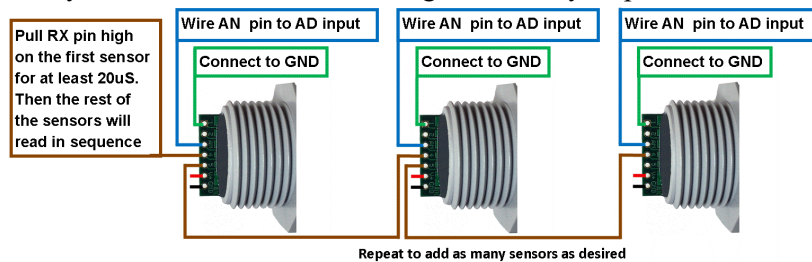 Wire AN pin to AD input
Wire AN pin to AD input
Wire AN pin to AD input
Pull RX pin high
on the first sensor
for at least 20uS.
Then the rest of
the sensors will
read in sequence
Connect to GND
Connect to GND
Connect to GND
Repeat to add as many sensors as desired